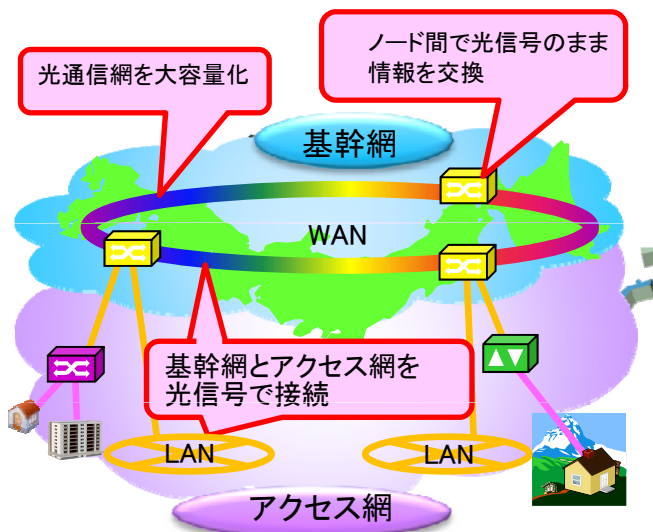 光通信網を大容量化
ノード間で光信号のまま
情報を交換
基幹網
WAN
基幹網とアクセス網を
光信号で接続
LAN
LAN
アクセス網